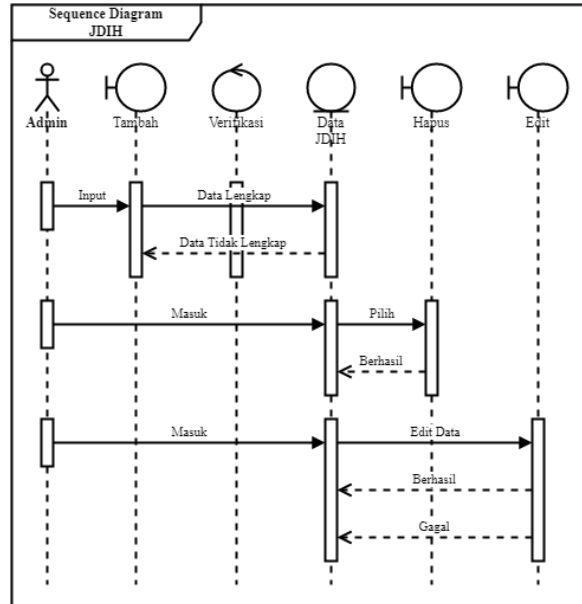 Sequence Diagram
JDIH
Admin
Tambah
Verifikasi
Data
JDIH
Hapus
Edit
Input
Data Lengkap
Data Tidak Lengkap
Masuk
Pilih
Berhasil
Masuk
Edit Data
Berhasil
Gagal